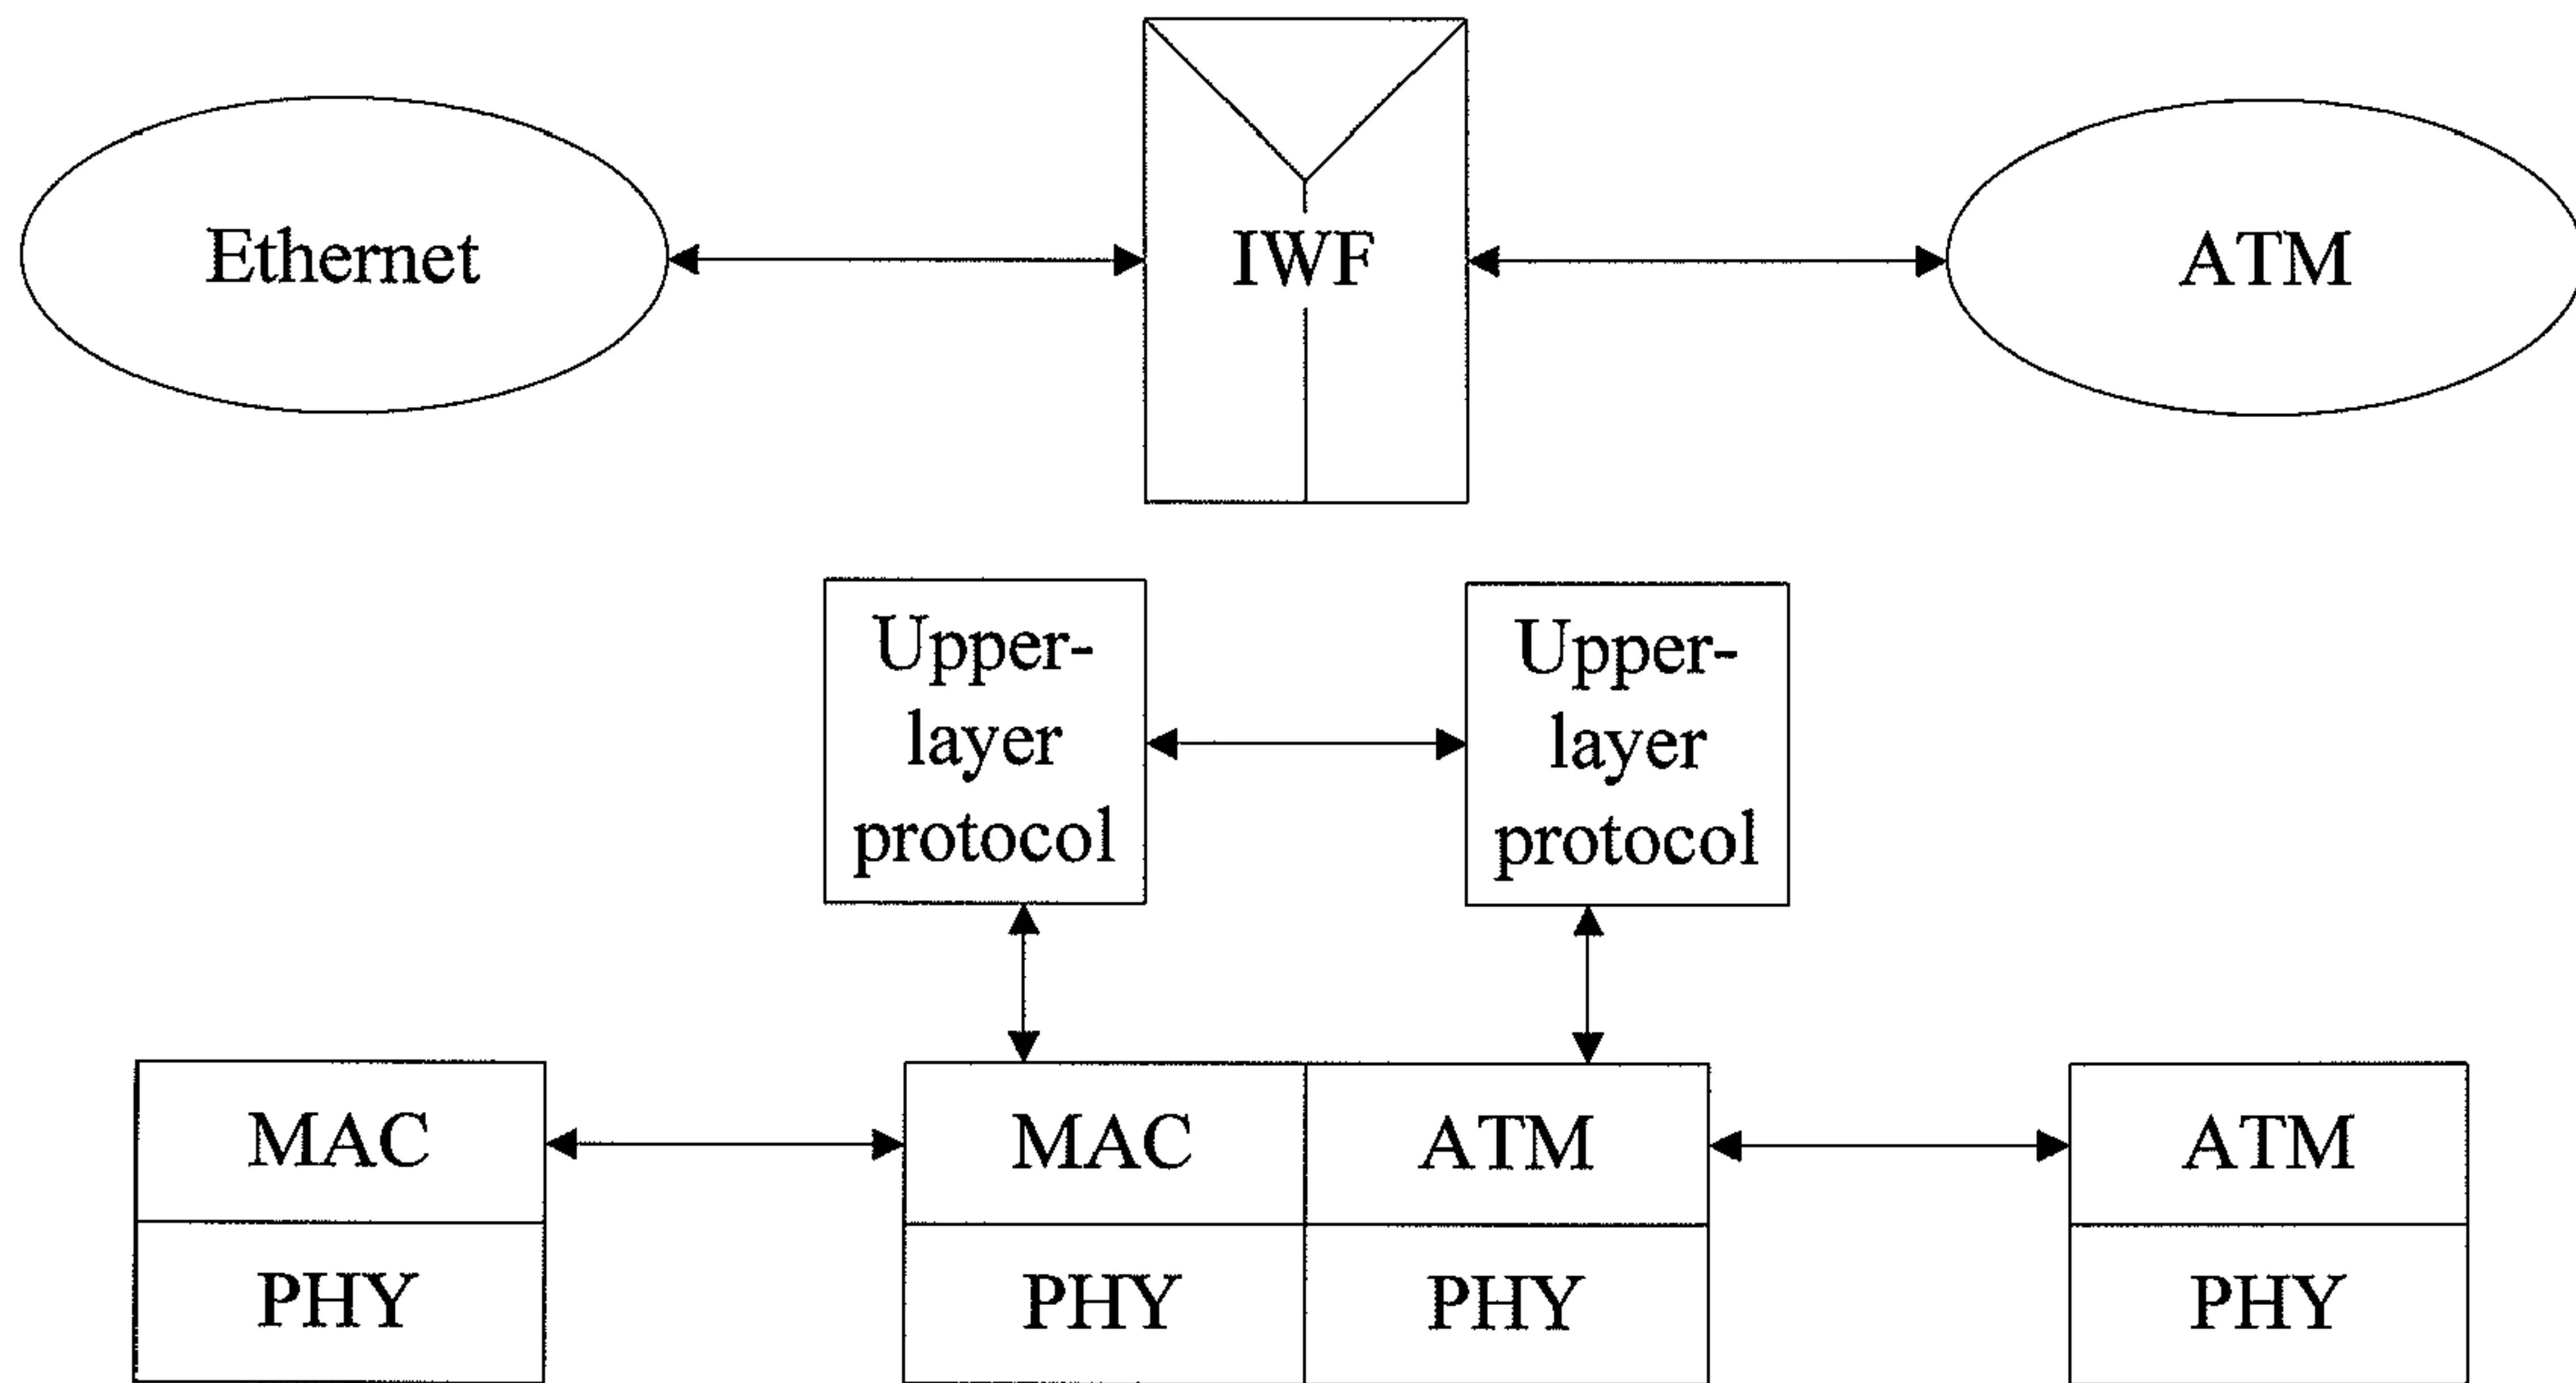 Ethernet
IWF
ATM
Upper-
layer
protocol
Upper-
layer
protocol
MAC
MAC
ATM
ATM
PHY
PHY
PHY
PHY